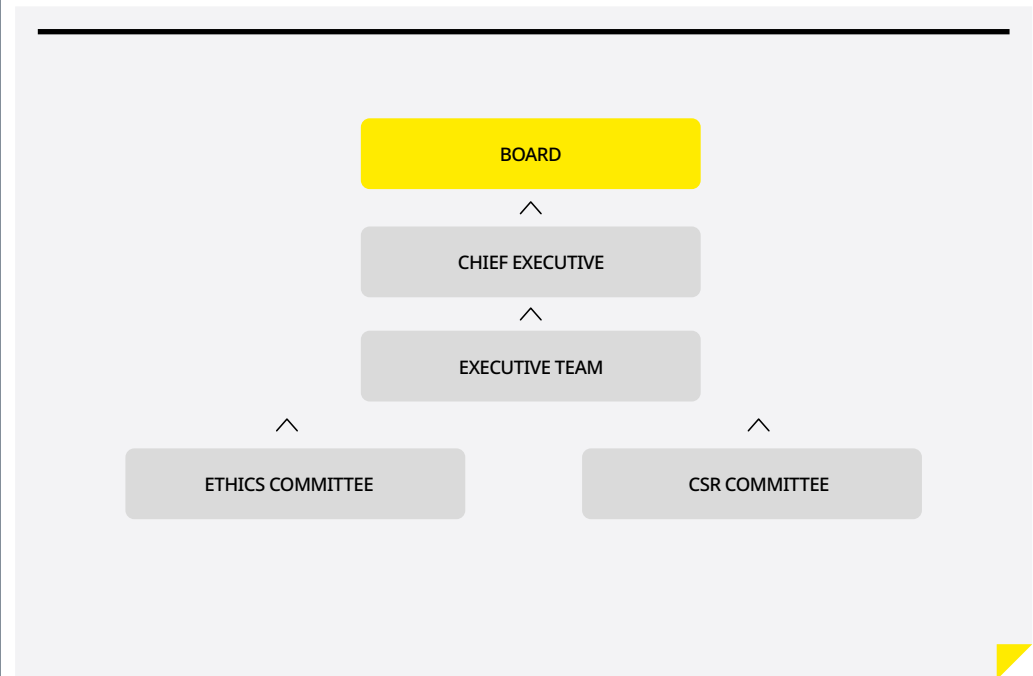 BOARD
CHIEF EXECUTIVE
EXECUTIVE TEAM
ETHICS COMMITTEE
CSR COMMITTEE